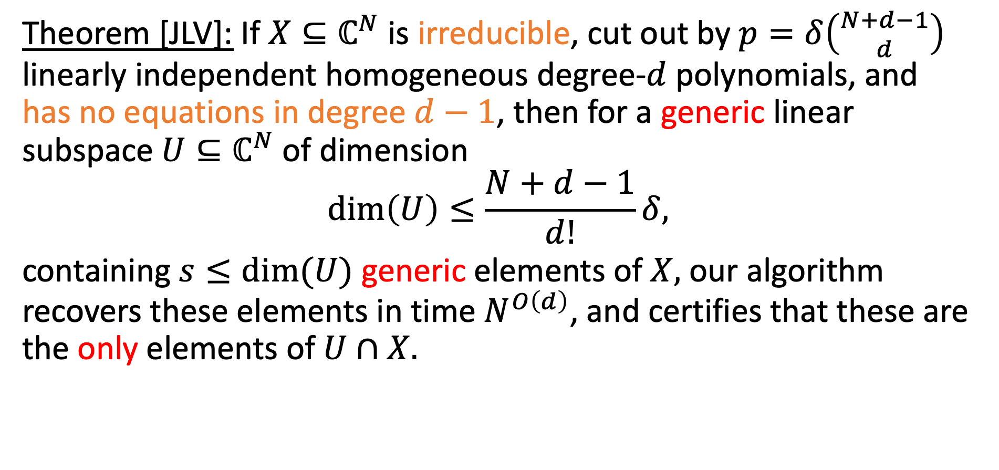 Theorem [JLV]: If X ⊆ ℂ^N is irreducible, cut out by p = δ(N+d−1 d)
linearly independent homogeneous degree-d polynomials, and
has no equations in degree d − 1, then for a generic linear
subspace U ⊆ ℂ^N of dimension
dim(U) ≤ (N + d − 1)/d! δ,
containing s ≤ dim(U) generic elements of X, our algorithm
recovers these elements in time N^O(d), and certifies that these are
the only elements of U ∩ X.